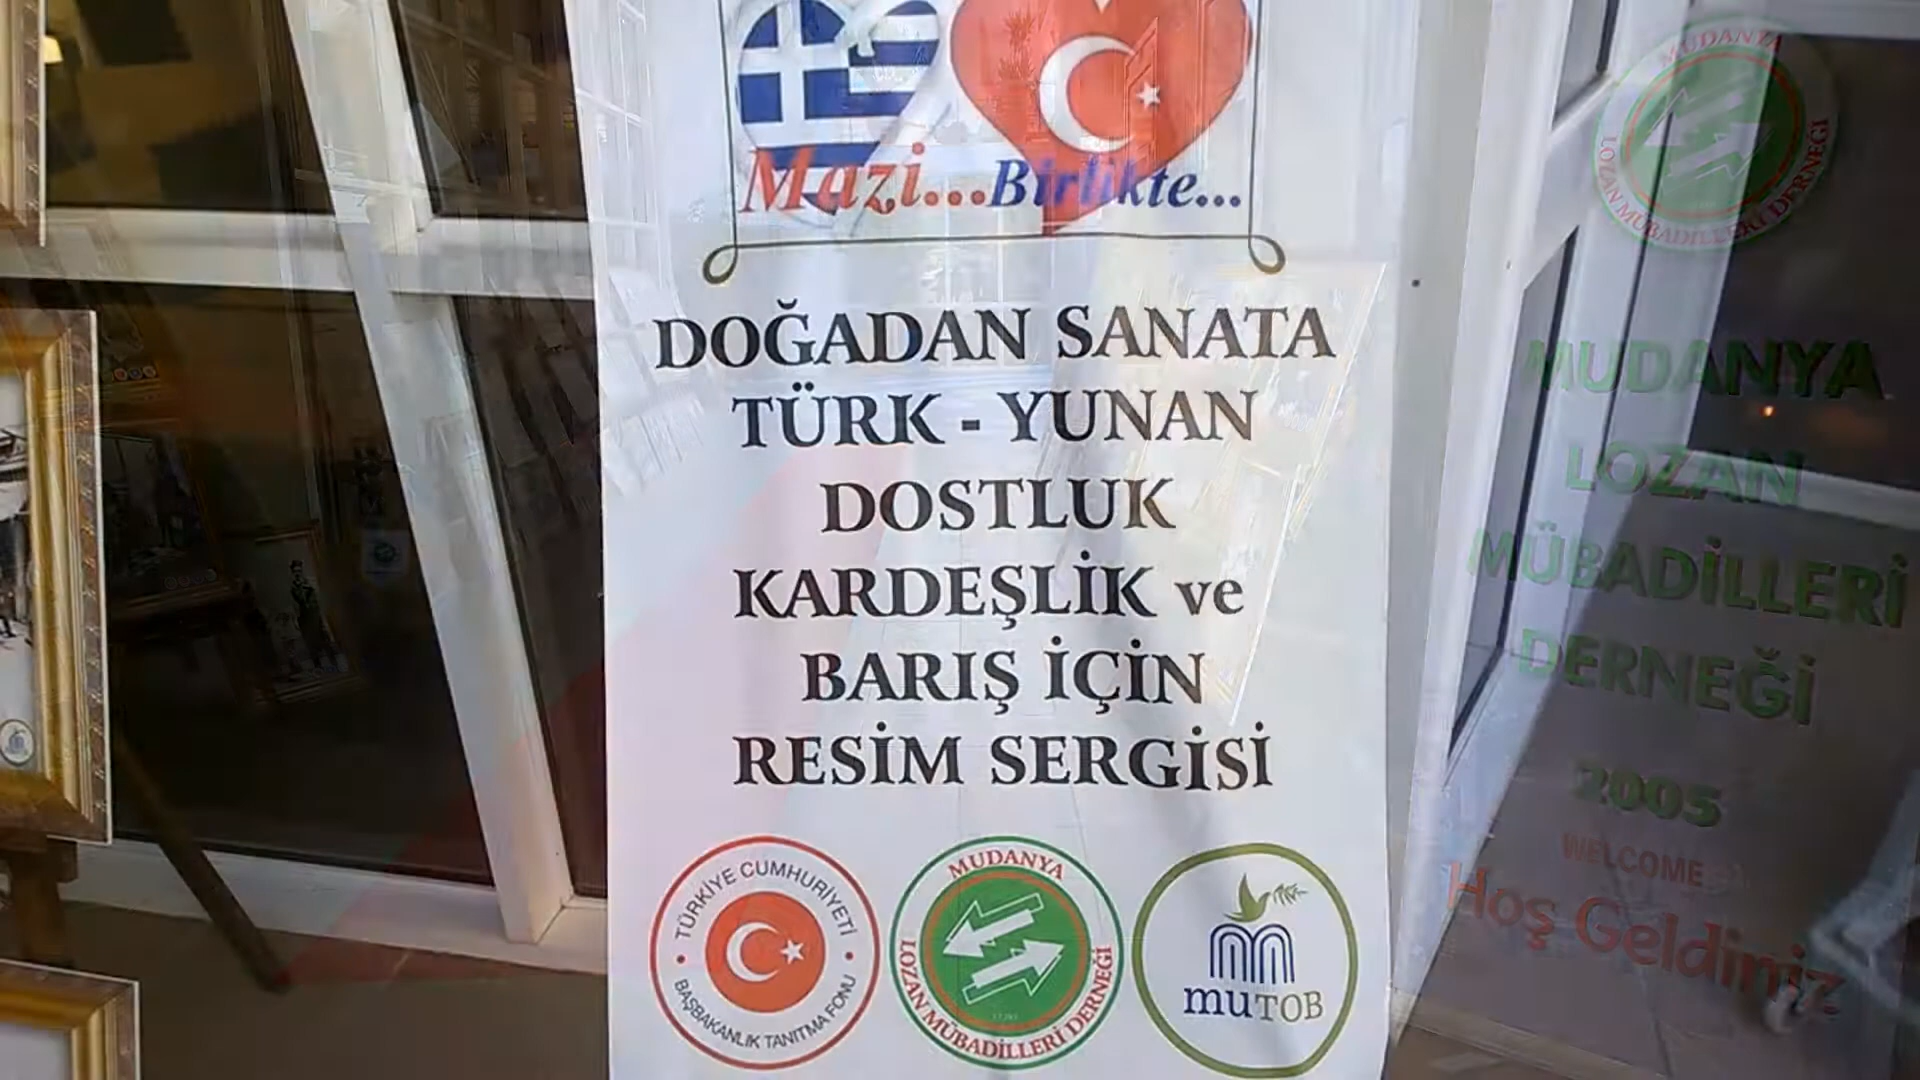 Mazi...Birlikte...
DOĞADAN SANATA
TÜRK - YUNAN
DOSTLUK
KARDEŞLİK ve
BARIŞ İÇİN
RESİM SERGİSİ
TÜRKİYE CUMHURİYETİ
BAŞBAKANLIK TANITMA FONU
MUDANYA
LOZAN MÜBADİLLERİ DERNEĞİ
muTOB
MUDANYA
LOZAN MÜBADİLLERİ DERNEĞİ
MUDANYA
LOZAN
MÜBADİLLERİ
DERNEĞİ
2005
WELCOME
Hoş Geldiniz